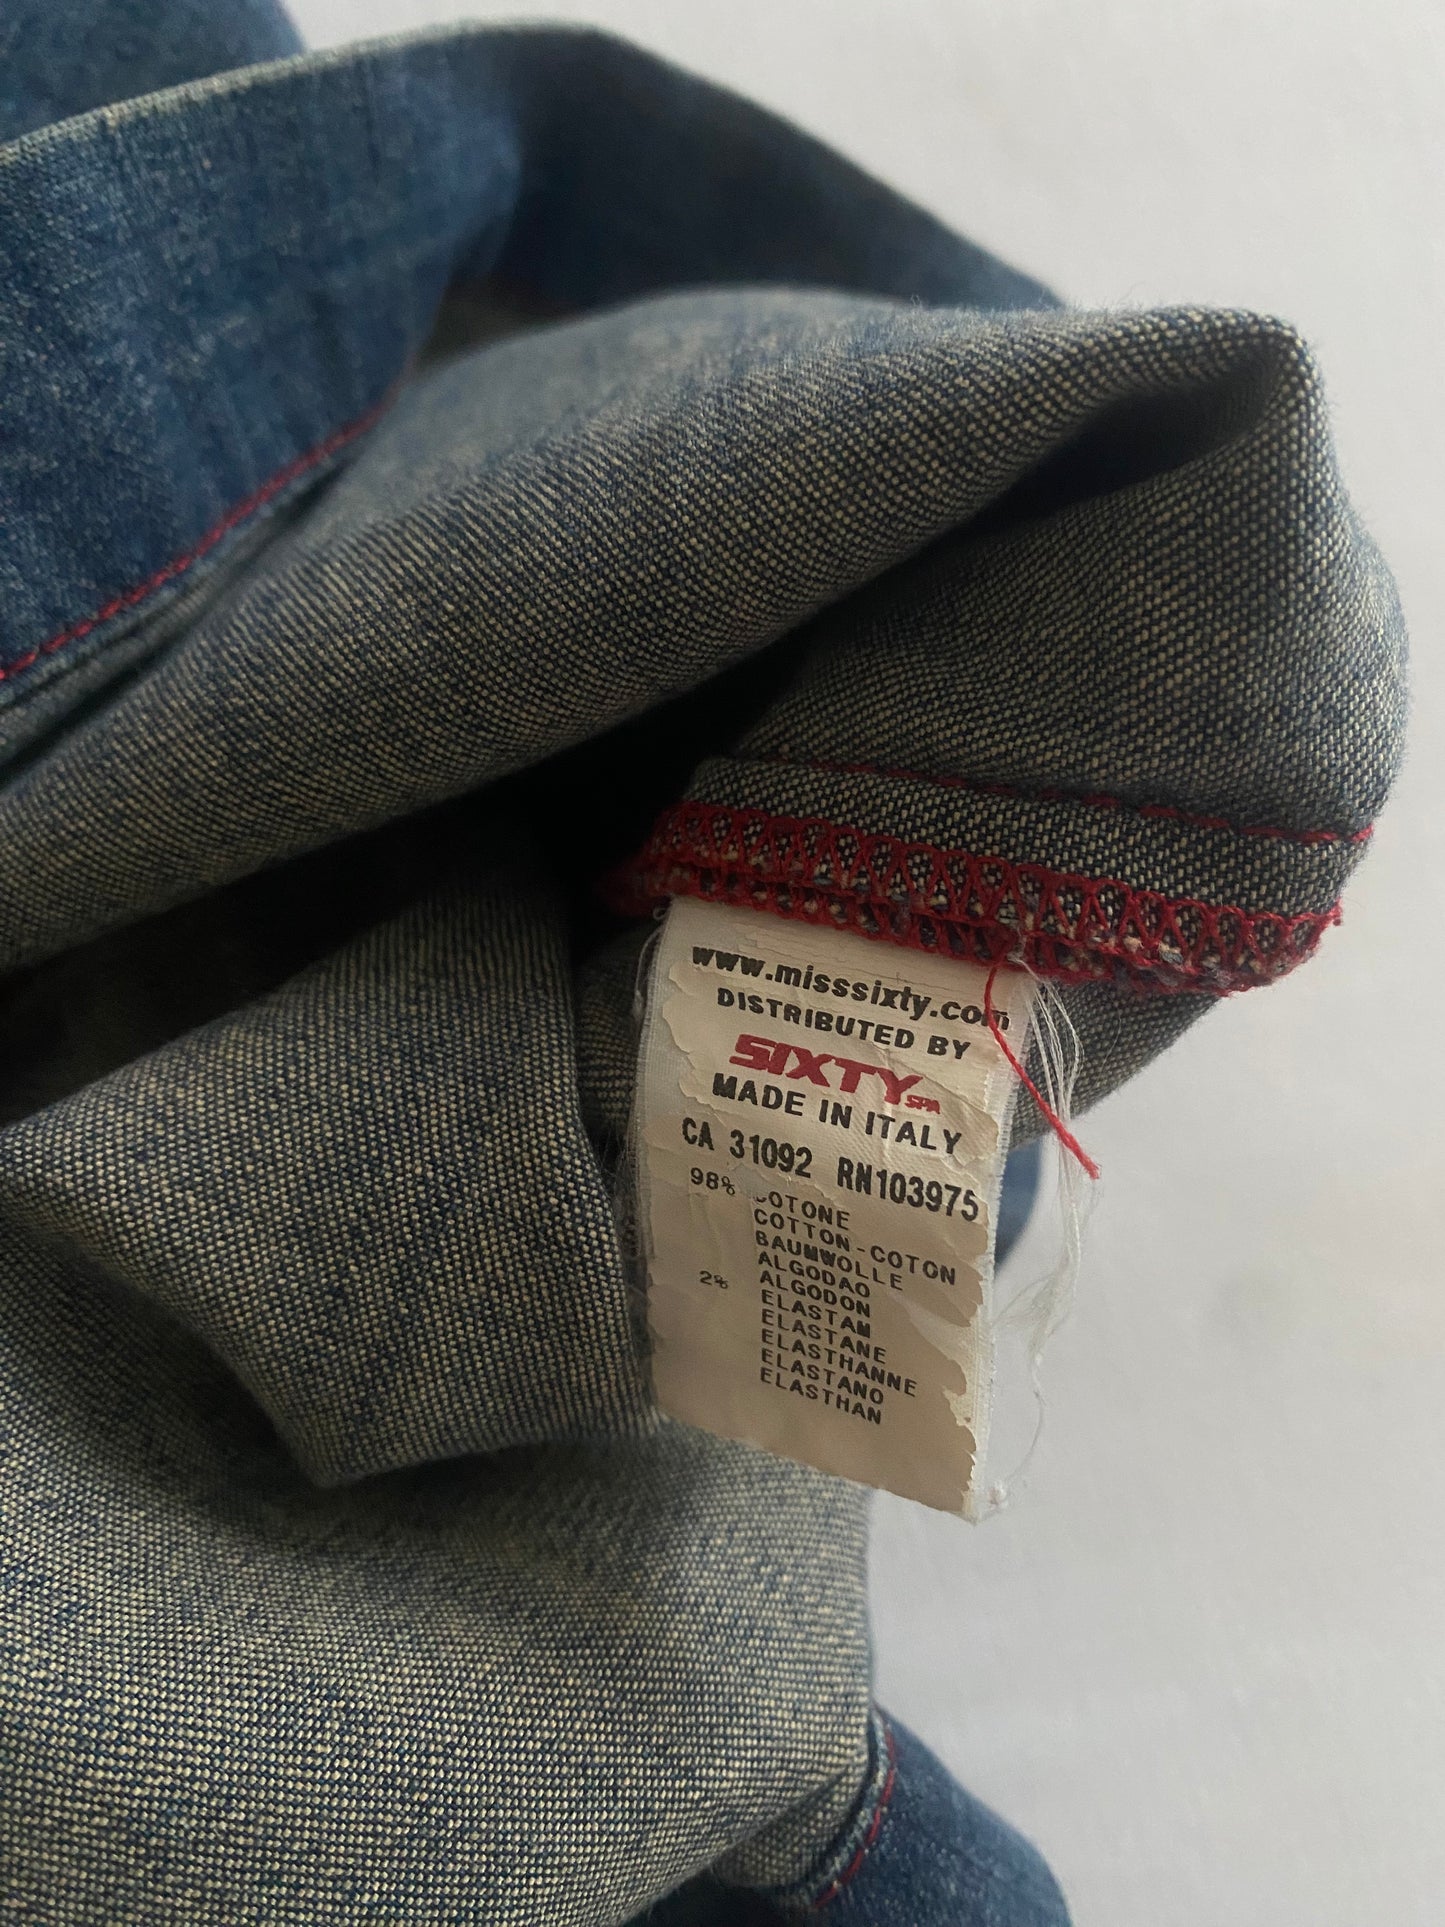 www.misssixty.com
DISTRIBUTED BY
SIXTY SPA
MADE IN ITALY
CA 31092 RN103975
98% COTONE
COTTON-COTON
BAUMWOLLE
ALGODAO
2% ALGODON
ELASTAM
ELASTANE
ELASTHANNE
ELASTANO
ELASTHAN